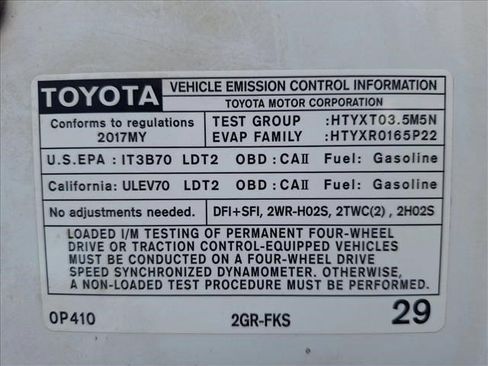 TOYOTA VEHICLE EMISSION CONTROL INFORMATION
TOYOTA MOTOR CORPORATION
Conforms to regulations TEST GROUP :HTYXT03.5M5N
2017MY EVAP FAMILY :HTYXR0165P22
U.S.EPA : IT3B70 LDT2 OBD : CAII Fuel: Gasoline
California: ULEV70 LDT2 OBD : CAII Fuel: Gasoline
No adjustments needed. DFI+SFI, 2WR-HO2S, 2TWC(2), 2HO2S
LOADED I/M TESTING OF PERMANENT FOUR-WHEEL
DRIVE OR TRACTION CONTROL-EQUIPPED VEHICLES
MUST BE CONDUCTED ON A FOUR-WHEEL DRIVE
SPEED SYNCHRONIZED DYNAMOMETER. OTHERWISE,
A NON-LOADED TEST PROCEDURE MUST BE PERFORMED.
0P410 2GR-FKS 29